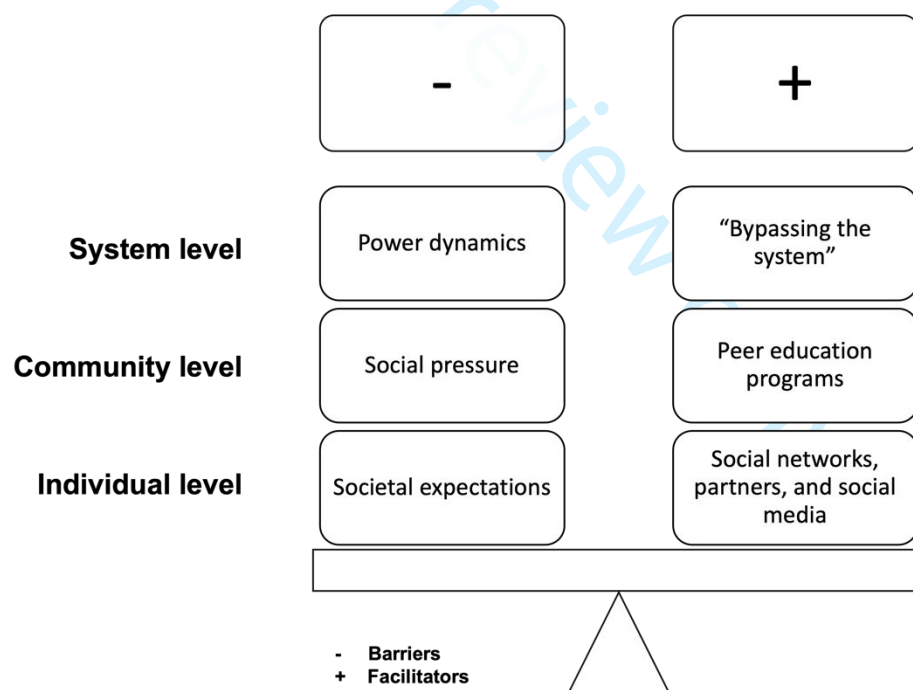 - +
System level
Power dynamics
“Bypassing the
system”
Community level
Social pressure
Peer education
programs
Individual level
Societal expectations
Social networks,
partners, and social
media
- Barriers
+ Facilitators
review